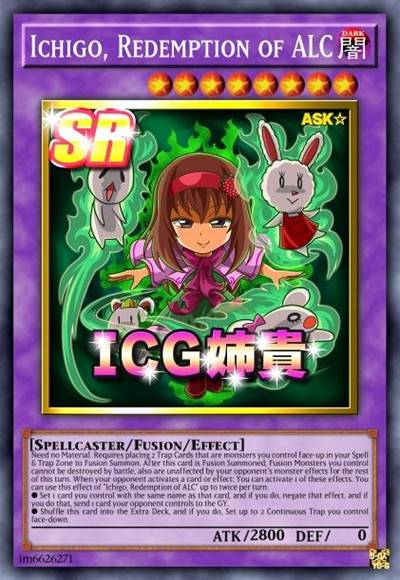 Ichigo, Redemption of ALC
DARK
闇
SR
ASK☆
ICG姉貴
[Spellcaster/Fusion/Effect]
Need no Material. Requires placing 2 Trap Cards that are monsters you control face-up in your Spell
& Trap Zone to Fusion Summon. After this card is Fusion Summoned, Fusion Monsters you control
cannot be destroyed by battle, also are unaffected by your opponent's monster effects for the rest
of this turn. When your opponent activates a card or effect: You can activate 1 of these effects. You
can use this effect of "Ichigo, Redemption of ALC" up to twice per turn.
● Set 1 card you control with the same name as that card, and if you do, negate that effect, and if
you do that, send 1 card your opponent controls to the GY.
● Shuffle this card into the Extra Deck, and if you do, Set up to 2 Continuous Trap you control
face-down.
ATK/2800 DEF/ 0
im6626271